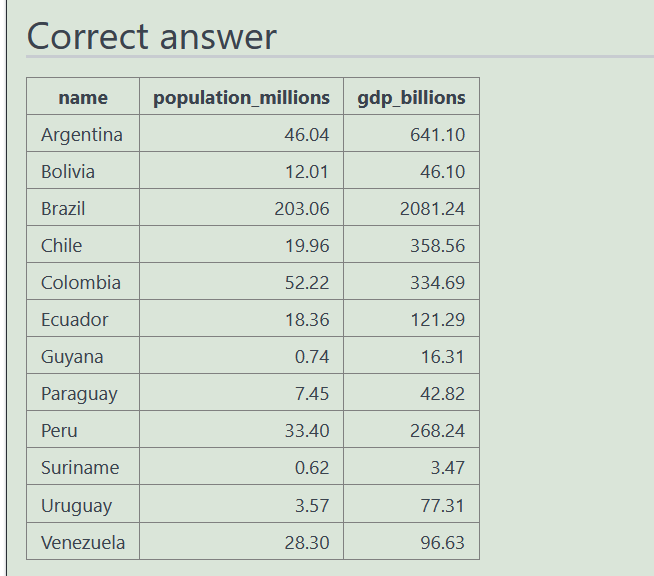 Correct answer
name population_millions gdp_billions
Argentina 46.04 641.10
Bolivia 12.01 46.10
Brazil 203.06 2081.24
Chile 19.96 358.56
Colombia 52.22 334.69
Ecuador 18.36 121.29
Guyana 0.74 16.31
Paraguay 7.45 42.82
Peru 33.40 268.24
Suriname 0.62 3.47
Uruguay 3.57 77.31
Venezuela 28.30 96.63